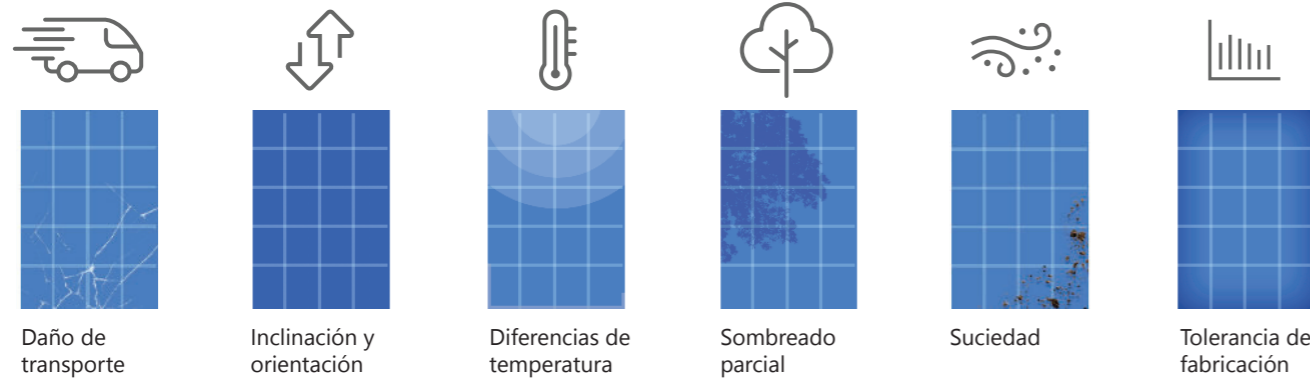 Daño de
transporte
Inclinación y
orientación
Diferencias de
temperatura
Sombreado
parcial
Suciedad
Tolerancia de
fabricación